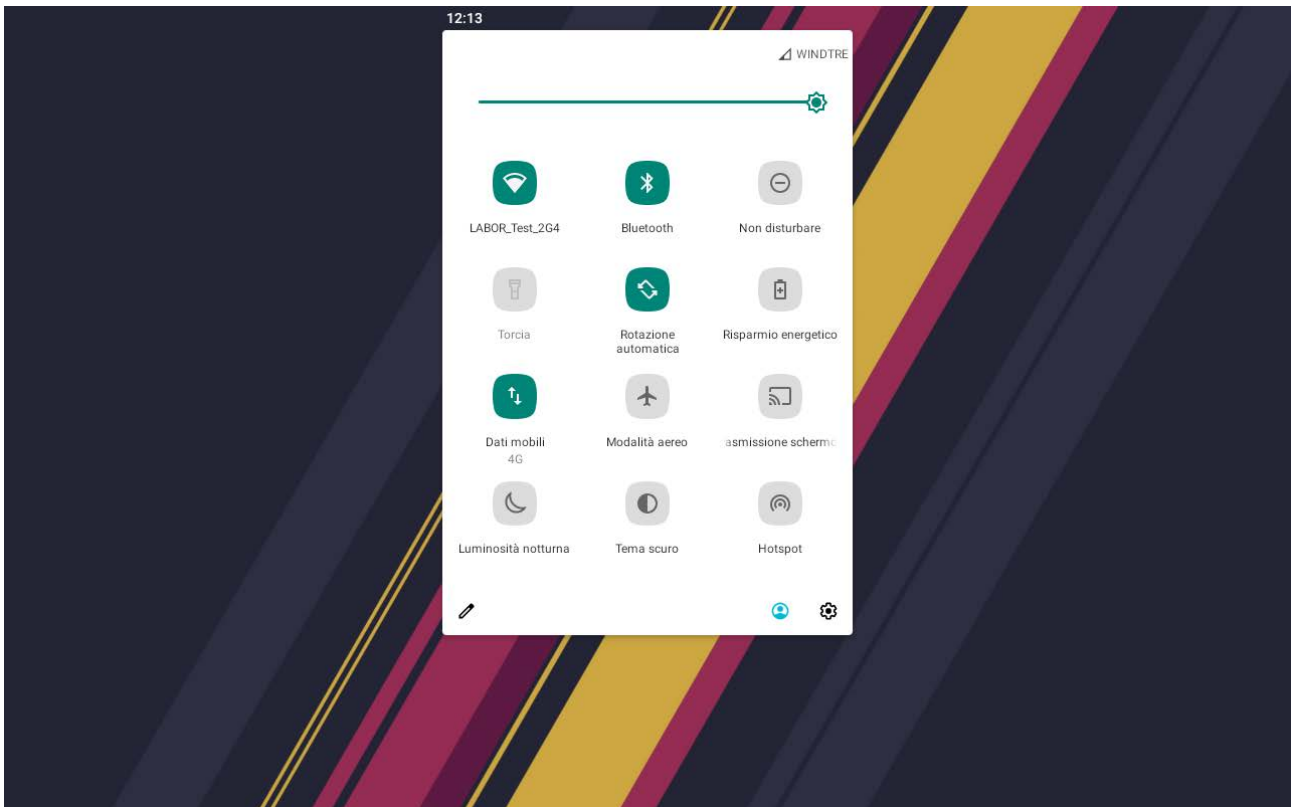 12:13
WINDTRE
LABOR_Test_2G4
Bluetooth
Non disturbare
Torcia
Rotazione
automatica
Risparmio energetico
Dati mobili
4G
Modalità aereo
asmissione schermo
Luminosità notturna
Tema scuro
Hotspot